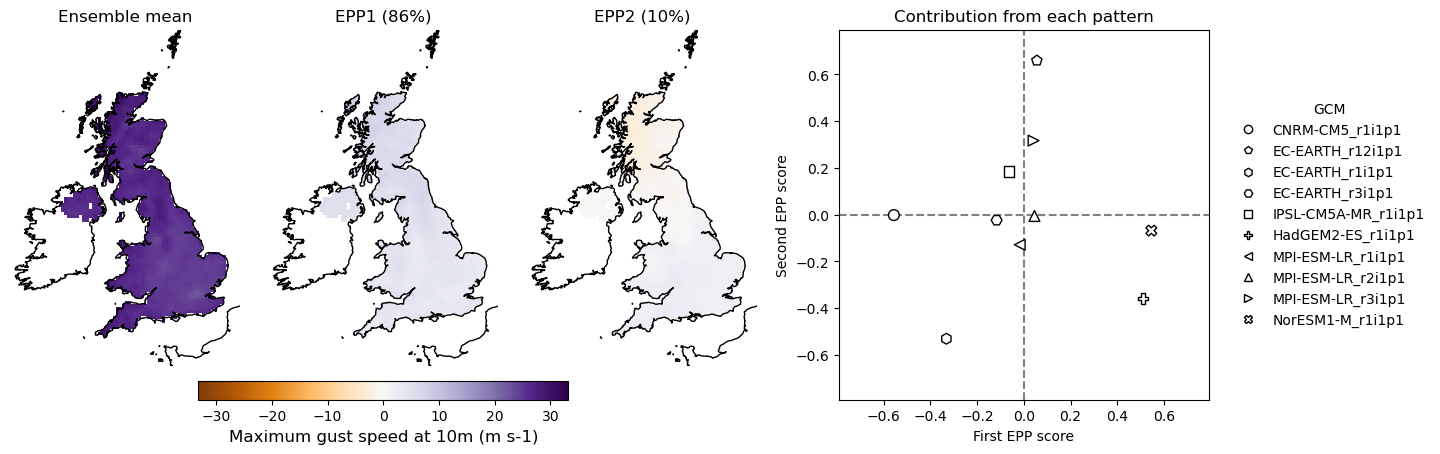 Ensemble mean
EPP1 (86%)
EPP2 (10%)
Contribution from each pattern
−30
−20
−10
0
10
20
30
Maximum gust speed at 10m (m s-1)
Second EPP score
0.6
0.4
0.2
0.0
−0.2
−0.4
−0.6
−0.6
−0.4
−0.2
0.0
0.2
0.4
0.6
First EPP score
GCM
CNRM-CM5_r1i1p1
EC-EARTH_r12i1p1
EC-EARTH_r1i1p1
EC-EARTH_r3i1p1
IPSL-CM5A-MR_r1i1p1
HadGEM2-ES_r1i1p1
MPI-ESM-LR_r1i1p1
MPI-ESM-LR_r2i1p1
MPI-ESM-LR_r3i1p1
NorESM1-M_r1i1p1